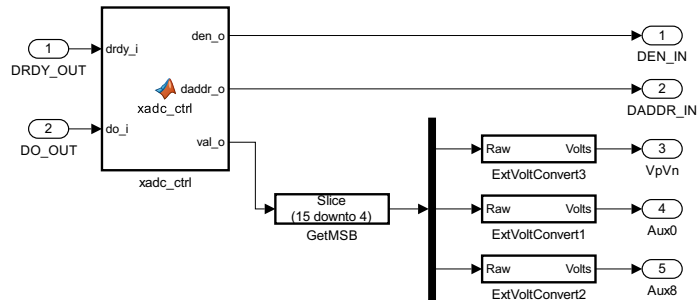 1
DRDY_OUT
2
DO_OUT
drdy_i
do_i
den_o
daddr_o
val_o
xadc_ctrl
xadc_ctrl
Slice
(15 downto 4)
GetMSB
Raw Volts
ExtVoltConvert3
Raw Volts
ExtVoltConvert1
Raw Volts
ExtVoltConvert2
1
DEN_IN
2
DADDR_IN
3
VpVn
4
Aux0
5
Aux8